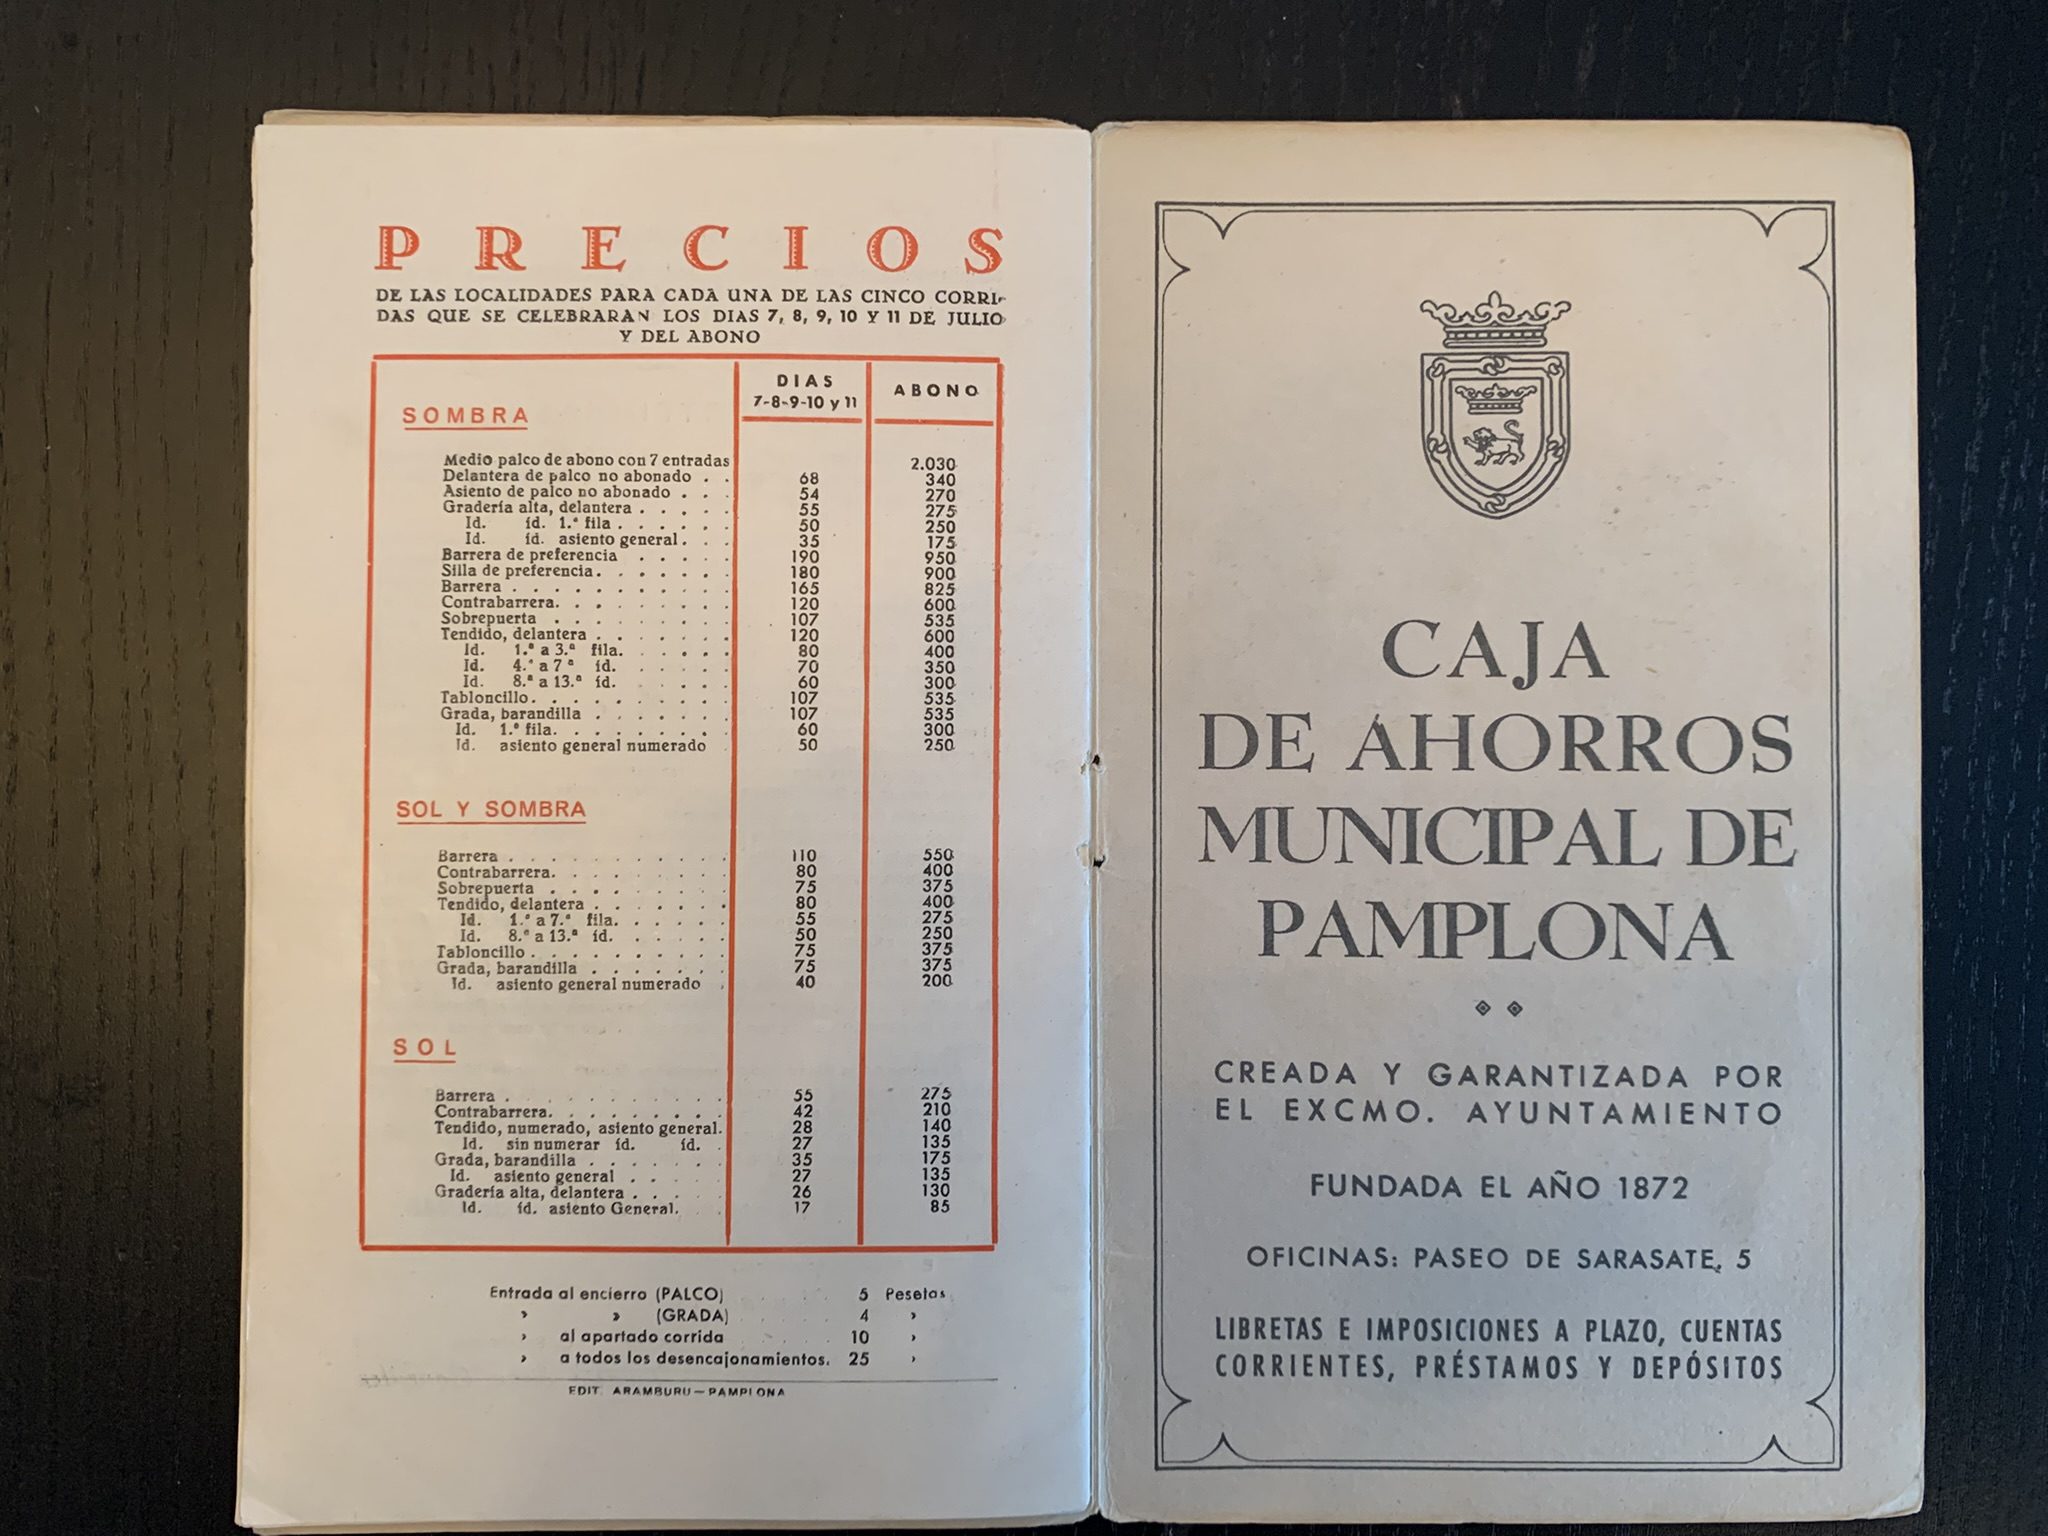 PRECIOS
DE LAS LOCALIDADES PARA CADA UNA DE LAS CINCO CORRI-
DAS QUE SE CELEBRARAN LOS DIAS 7, 8, 9, 10 Y 11 DE JULIO
Y DEL ABONO
DIAS
7-8-9-10 y 11
ABONO
SOMBRA
Medio palco de abono con 7 entradas 2.030
Delantera de palco no abonado . . 68 340
Asiento de palco no abonado . . . 54 270
Gradería alta, delantera . . . . . 55 275
Id. íd. 1.ª fila . . . . . . 50 250
Id. íd. asiento general . . . 35 175
Barrera de preferencia . . . . . 190 950
Silla de preferencia . . . . . . 180 900
Barrera . . . . . . . . . . . 165 825
Contrabarrera. . . . . . . . . 120 600
Sobrepuerta . . . . . . . . . 107 535
Tendido, delantera . . . . . . . 120 600
Id. 1.ª a 3.ª fila. . . . . . 80 400
Id. 4.ª a 7ª íd. . . . . . 70 350
Id. 8.ª a 13.ª íd. . . . . . 60 300
Tabloncillo. . . . . . . . . . 107 535
Grada, barandilla . . . . . . . 107 535
Id. 1.ª fila. . . . . . . . . 60 300
Id. asiento general numerado . 50 250
SOL Y SOMBRA
Barrera . . . . . . . . . . . 110 550
Contrabarrera. . . . . . . . . 80 400
Sobrepuerta . . . . . . . . . 75 375
Tendido, delantera . . . . . . . 80 400
Id. 1.ª a 7.ª fila. . . . . . 55 275
Id. 8.ª a 13.ª íd. . . . . . 50 250
Tabloncillo . . . . . . . . . . 75 375
Grada, barandilla . . . . . . . 75 375
Id. asiento general numerado . 40 200
SOL
Barrera . . . . . . . . . . . 55 275
Contrabarrera. . . . . . . . . 42 210
Tendido, numerado, asiento general. 28 140
Id. sin numerar íd. íd. . 27 135
Grada, barandilla . . . . . . . 35 175
Id. asiento general . . . . . 27 135
Gradería alta, delantera . . . . . 26 130
Id. íd. asiento General. . . 17 85
Entrada al encierro (PALCO) . . . . 5 Pesetas
» » (GRADA) . . . . . 4 »
» al apartado corrida . . . . . 10 »
» a todos los desencajonamientos. 25 »
EDIT. ARAMBURU—PAMPLONA
CAJA
DE AHORROS
MUNICIPAL DE
PAMPLONA
CREADA Y GARANTIZADA POR
EL EXCMO. AYUNTAMIENTO
FUNDADA EL AÑO 1872
OFICINAS: PASEO DE SARASATE, 5
LIBRETAS E IMPOSICIONES A PLAZO, CUENTAS
CORRIENTES, PRÉSTAMOS Y DEPÓSITOS